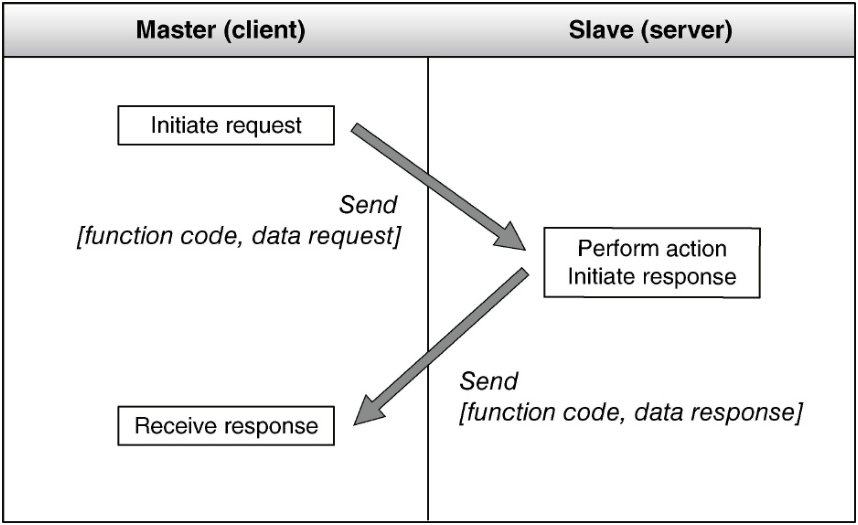 Master (client)
Slave (server)
Initiate request
Send
[function code, data request]
Perform action
Initiate response
Send
[function code, data response]
Receive response